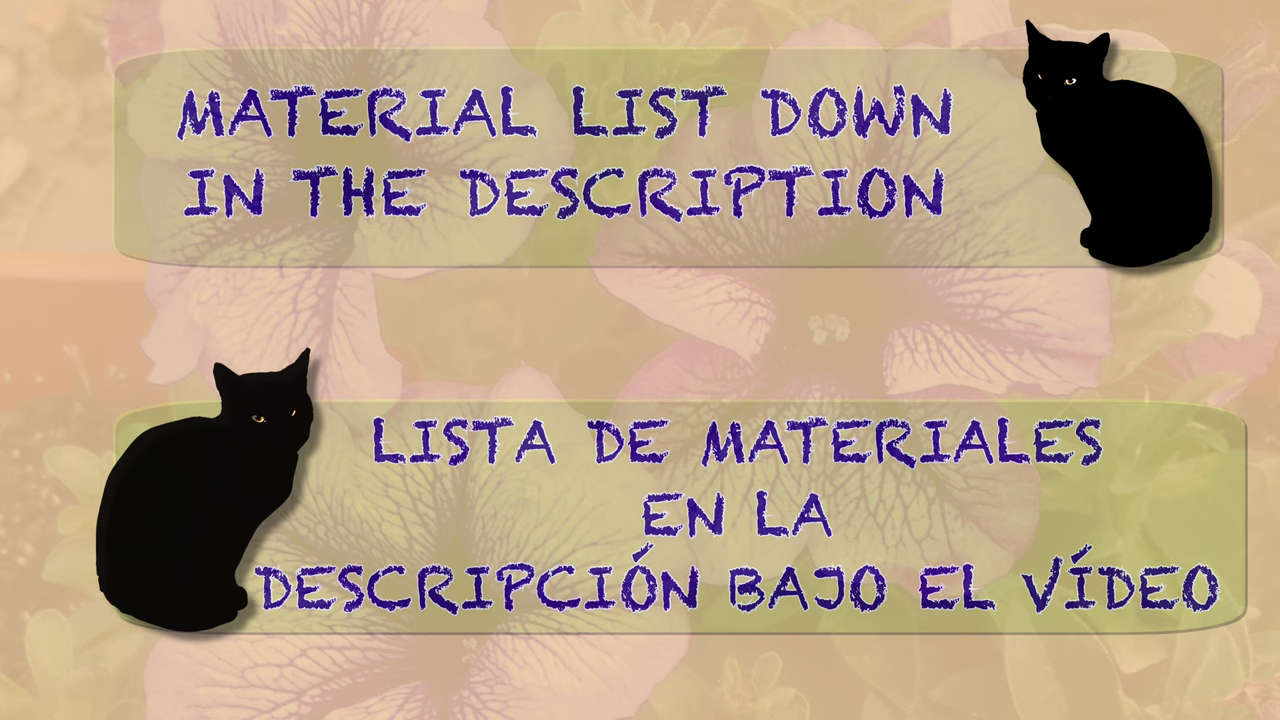 MATERIAL LIST DOWN
IN THE DESCRIPTION
LISTA DE MATERIALES
EN LA
DESCRIPCIÓN BAJO EL VÍDEO